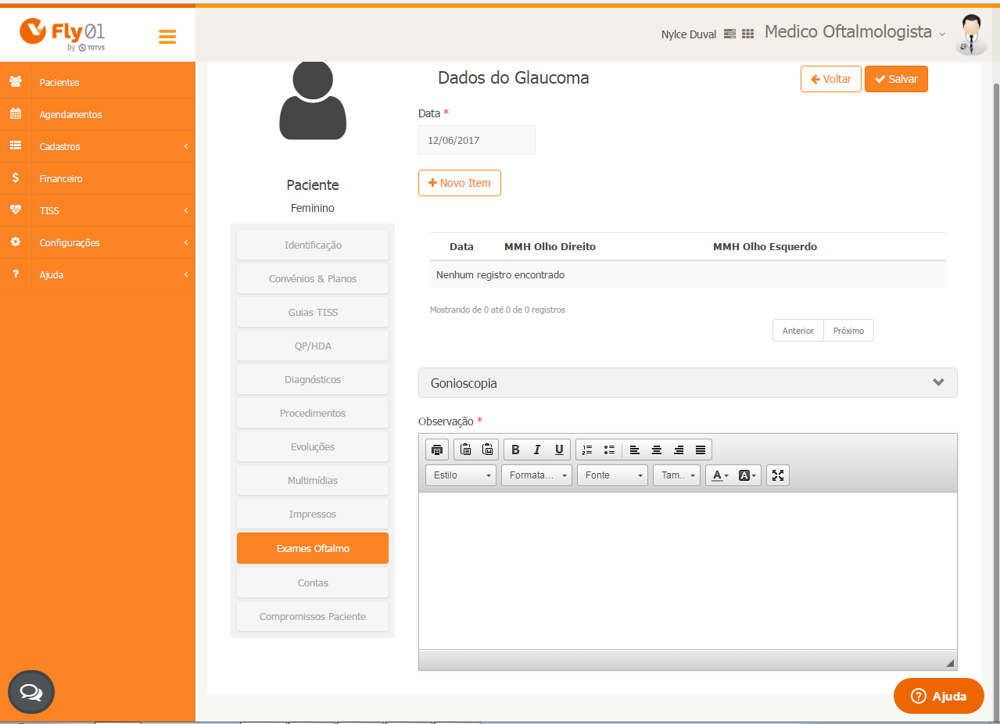 Fly01
by TOTVS
Nylce Duval
Medico Oftalmologista
Pacientes
Agendamentos
Cadastros
Financeiro
TISS
Configurações
Ajuda
Paciente
Feminino
Identificação
Convênios & Planos
Guias TISS
QP/HDA
Diagnósticos
Procedimentos
Evoluções
Multimídias
Impressos
Exames Oftalmo
Contas
Compromissos Paciente
Dados do Glaucoma
Voltar
Salvar
Data *
12/06/2017
Novo Item
Data MMH Olho Direito MMH Olho Esquerdo
Nenhum registro encontrado
Mostrando de 0 até 0 de 0 registros
Anterior Próximo
Gonioscopia
Observação *
B I U
Estilo Formata... Fonte Tam... A A
Ajuda